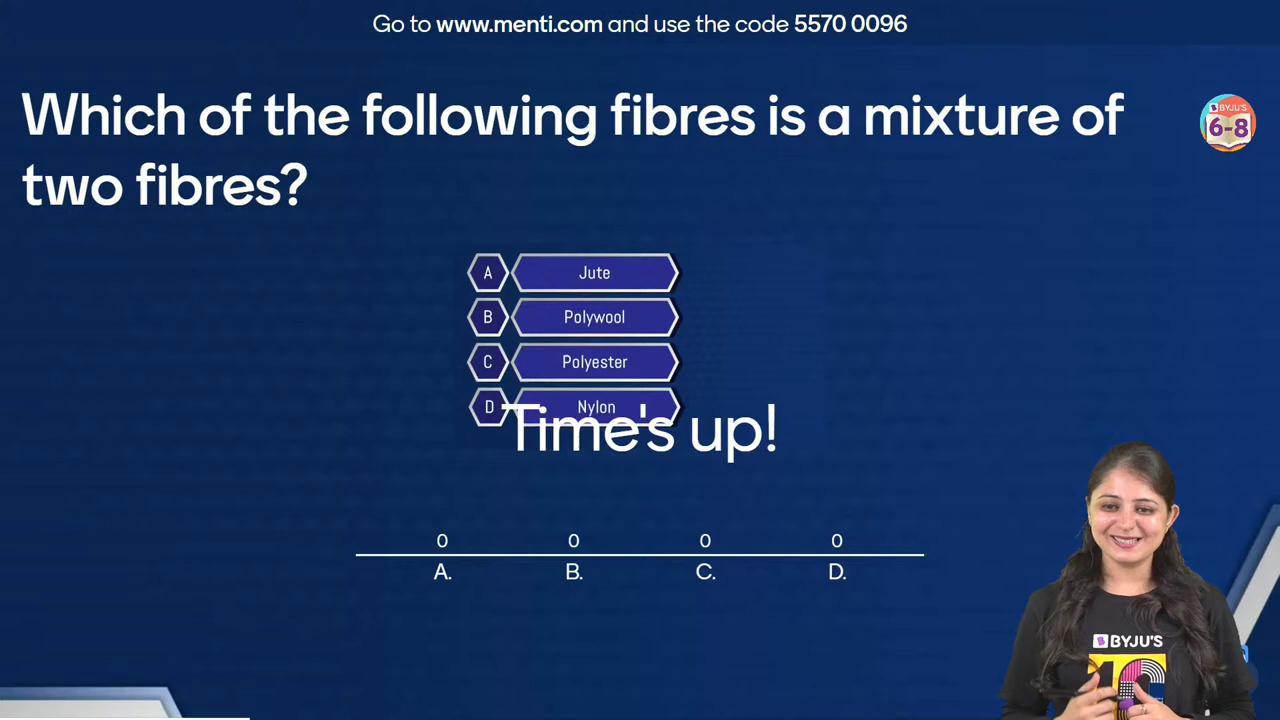 Go to www.menti.com and use the code 5570 0096
Which of the following fibres is a mixture of
two fibres?
BYJU'S
6-8
A Jute
B Polywool
C Polyester
D Nylon
Time's up!
0 0 0 0
A. B. C. D.
BYJU'S